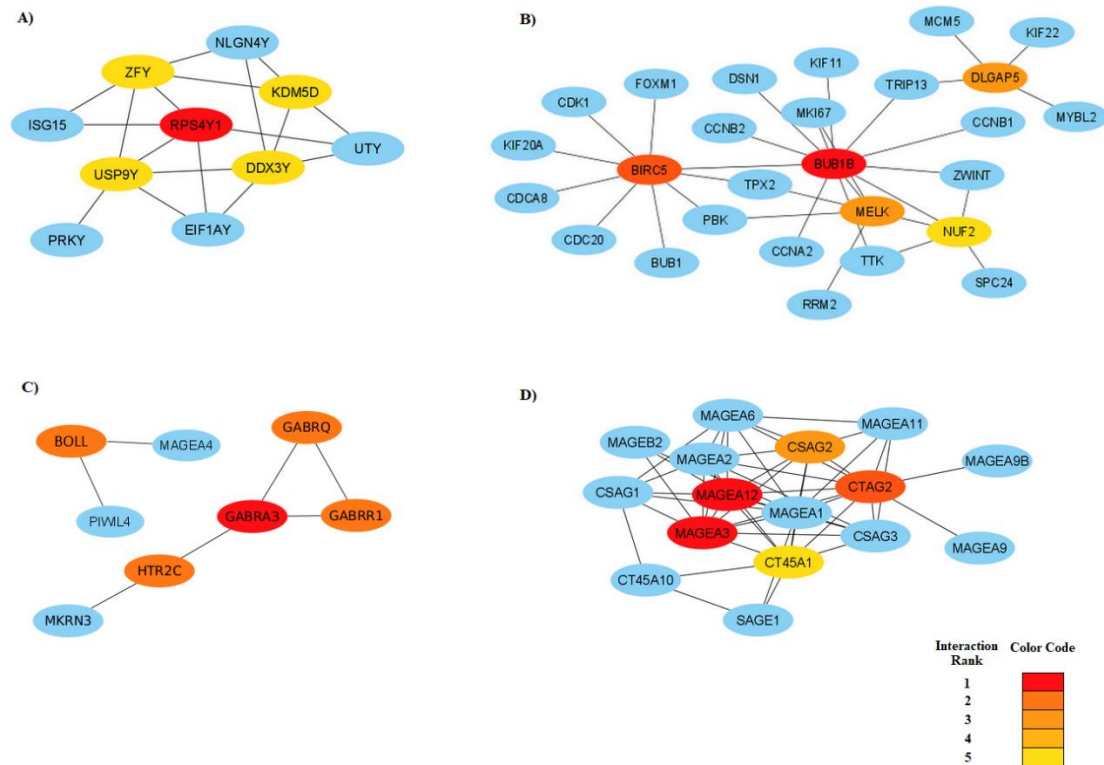 A)
NLGN4Y
ZFY
KDM5D
ISG15
RPS4Y1
UTY
USP9Y
DDX3Y
PRKY
EIF1AY
B)
MCM5
KIF22
KIF11
DSN1
FOXM1
TRIP13
DLGAP5
CDK1
MKI67
MYBL2
CCNB2
CCNB1
KIF20A
BIRC5
BUB1B
ZWINT
TPX2
CDCA8
MELK
PBK
NUF2
CDC20
CCNA2
TTK
BUB1
SPC24
RRM2
C)
GABRQ
BOLL
MAGEA4
PIWIL4
GABRA3
GABRR1
HTR2C
MKRN3
D)
MAGEA6
MAGEA11
MAGEB2
CSAG2
MAGEA2
MAGEA9B
CTAG2
CSAG1
MAGEA12
MAGEA1
MAGEA3
CSAG3
MAGEA9
CT45A1
CT45A10
SAGE1
Interaction Rank Color Code
1
2
3
4
5